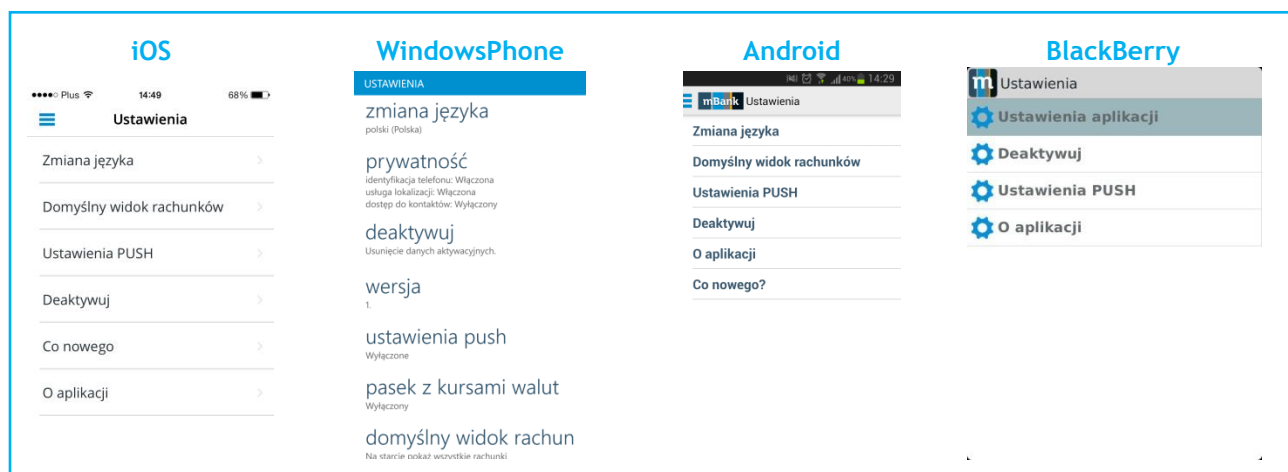 iOS
●●●●○ Plus 14:49 68%
Ustawienia
Zmiana języka
Domyślny widok rachunków
Ustawienia PUSH
Deaktywuj
Co nowego
O aplikacji
WindowsPhone
USTAWIENIA
zmiana języka
polski (Polska)
prywatność
identyfikacja telefonu: Włączona
usługa lokalizacji: Włączona
dostęp do kontaktów: Wyłączony
deaktywuj
Usunięcie danych aktywacyjnych.
wersja
1.
ustawienia push
Wyłączone
pasek z kursami walut
Wyłączony
domyślny widok rachun
Na starcie pokaż wszystkie rachunki
Android
40% 14:29
mBank Ustawienia
Zmiana języka
Domyślny widok rachunków
Ustawienia PUSH
Deaktywuj
O aplikacji
Co nowego?
BlackBerry
m Ustawienia
Ustawienia aplikacji
Deaktywuj
Ustawienia PUSH
O aplikacji